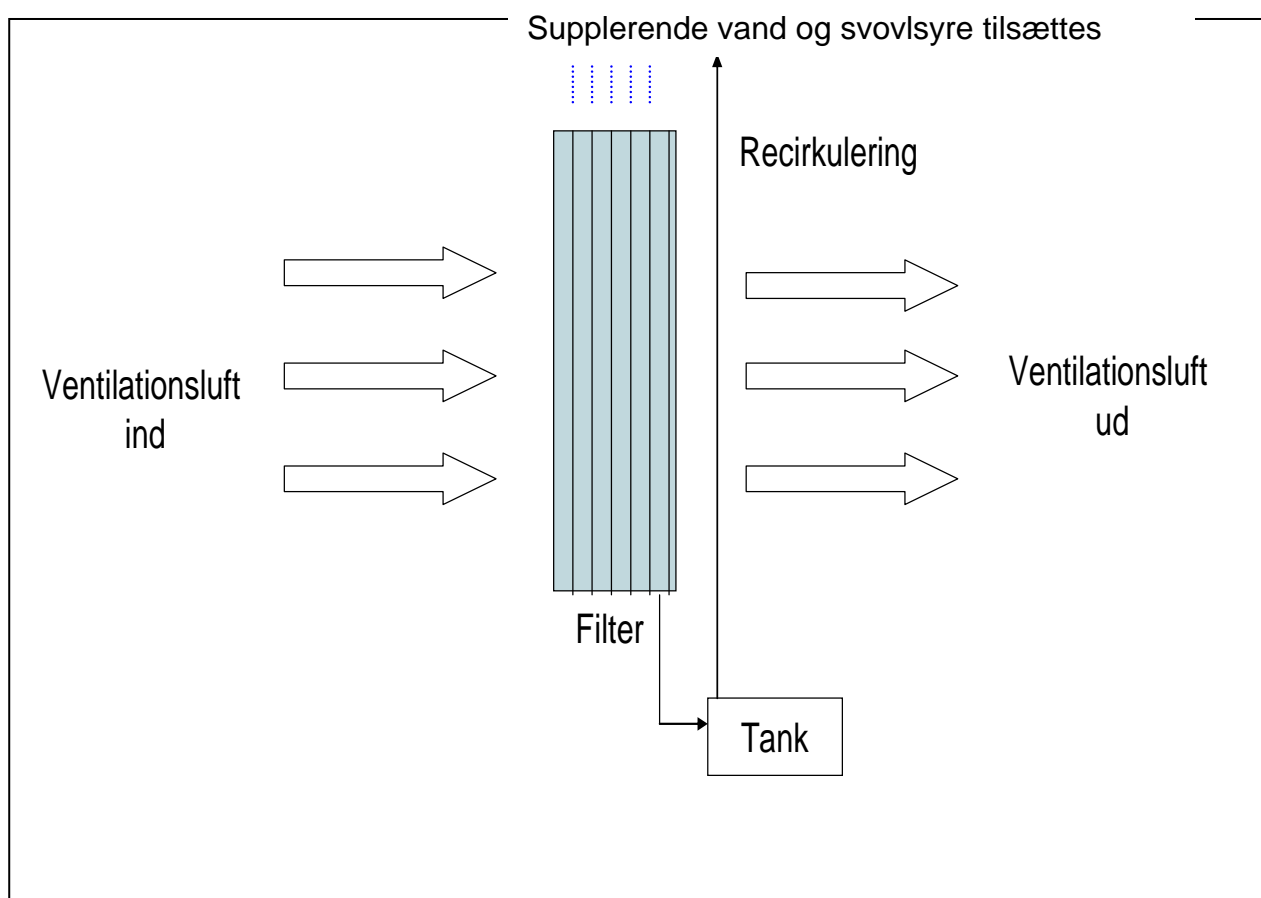 Supplerende vand og svovlsyre tilsættes
Recirkulering
Ventilationsluft
ind
Ventilationsluft
ud
Filter
Tank